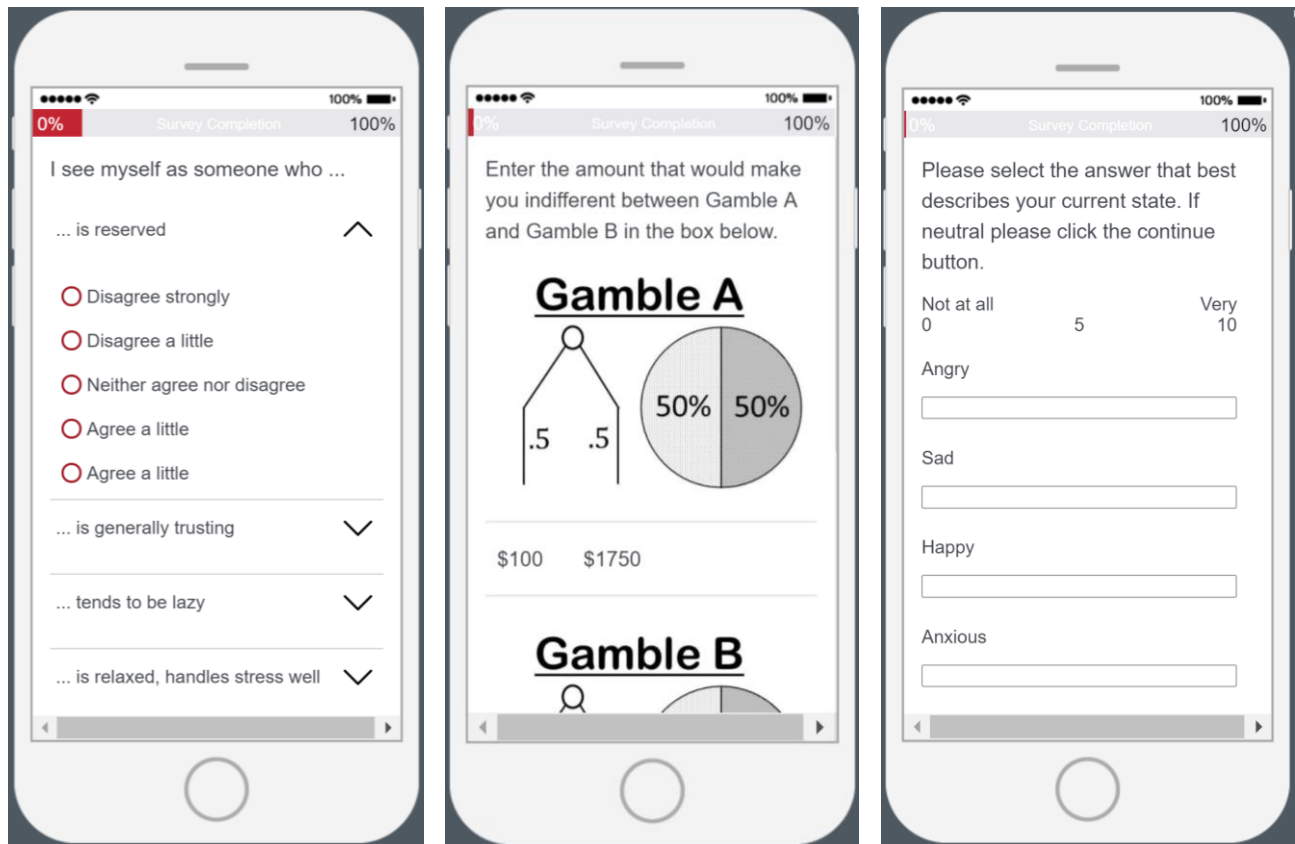 100%
0% Survey Completion 100%
I see myself as someone who ...
... is reserved
Disagree strongly
Disagree a little
Neither agree nor disagree
Agree a little
Agree a little
... is generally trusting
... tends to be lazy
... is relaxed, handles stress well
100%
0% Survey Completion 100%
Enter the amount that would make
you indifferent between Gamble A
and Gamble B in the box below.
Gamble A
.5 .5 50% 50%
$100 $1750
Gamble B
100%
0% Survey Completion 100%
Please select the answer that best
describes your current state. If
neutral please click the continue
button.
Not at all Very
0 5 10
Angry
Sad
Happy
Anxious